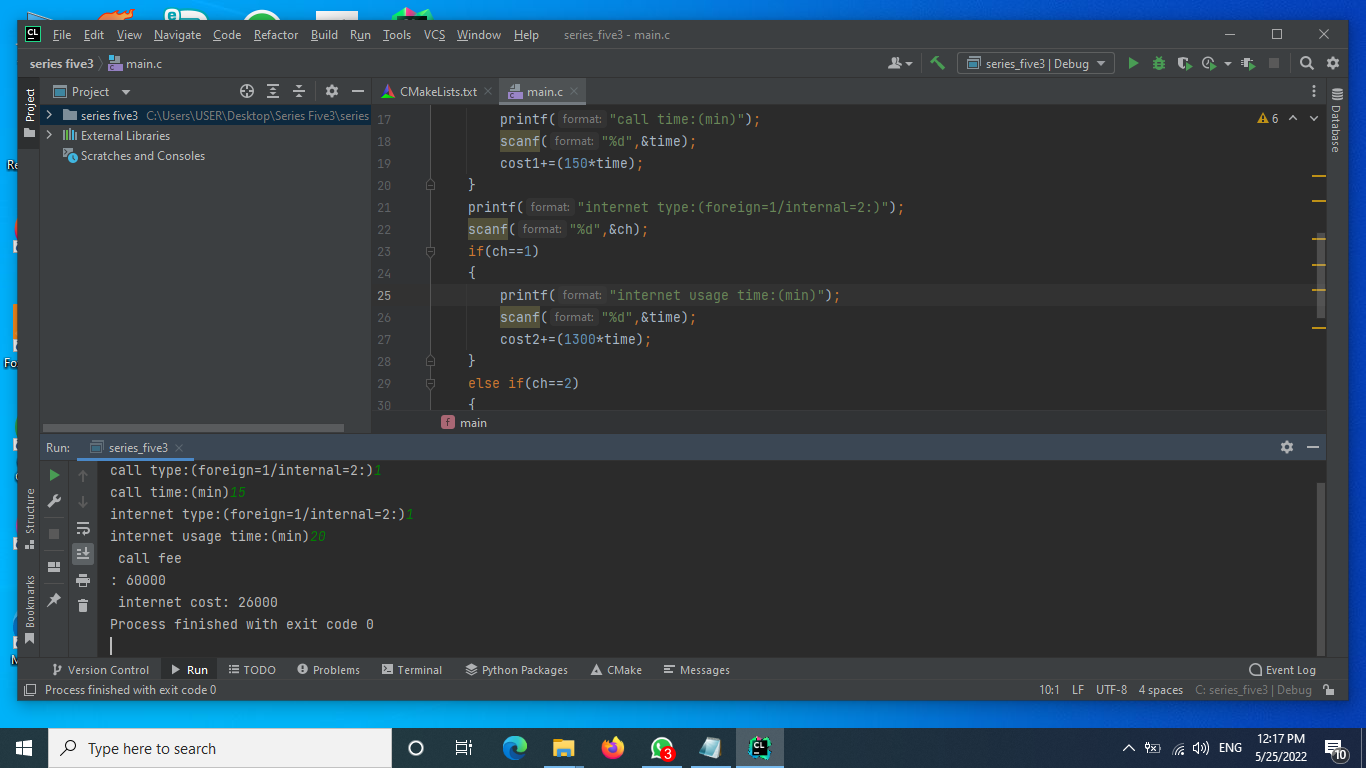 CL File Edit View Navigate Code Refactor Build Run Tools VCS Window Help series_five3 - main.c
series five3 main.c series_five3 | Debug
Project CMakeLists.txt main.c
series five3 C:\Users\USER\Desktop\Series Five3\series
External Libraries
Scratches and Consoles
Project
Database
6
17 printf( format: "call time:(min)");
18 scanf( format: "%d",&time);
19 cost1+=(150*time);
20 }
21 printf( format: "internet type:(foreign=1/internal=2:)");
22 scanf( format: "%d",&ch);
23 if(ch==1)
24 {
25 printf( format: "internet usage time:(min)");
26 scanf( format: "%d",&time);
27 cost2+=(1300*time);
28 }
29 else if(ch==2)
30 {
f main
Run: series_five3
call type:(foreign=1/internal=2:)1
call time:(min)15
internet type:(foreign=1/internal=2:)1
internet usage time:(min)20
call fee
: 60000
internet cost: 26000
Process finished with exit code 0
Structure
Bookmarks
Version Control Run TODO Problems Terminal Python Packages CMake Messages Event Log
Process finished with exit code 0 10:1 LF UTF-8 4 spaces C: series_five3 | Debug
Type here to search 3 CL ENG 12:17 PM
5/25/2022 10